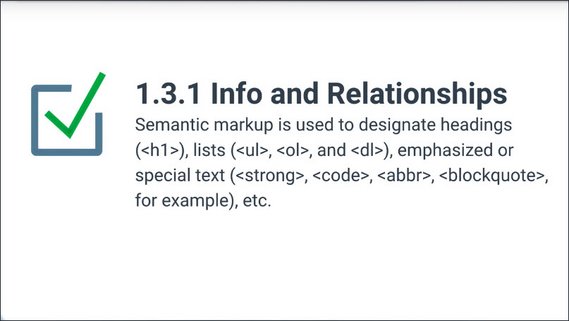 1.3.1 Info and Relationships
Semantic markup is used to designate headings
(<h1>), lists (<ul>, <ol>, and <dl>), emphasized or
special text (<strong>, <code>, <abbr>, <blockquote>,
for example), etc.